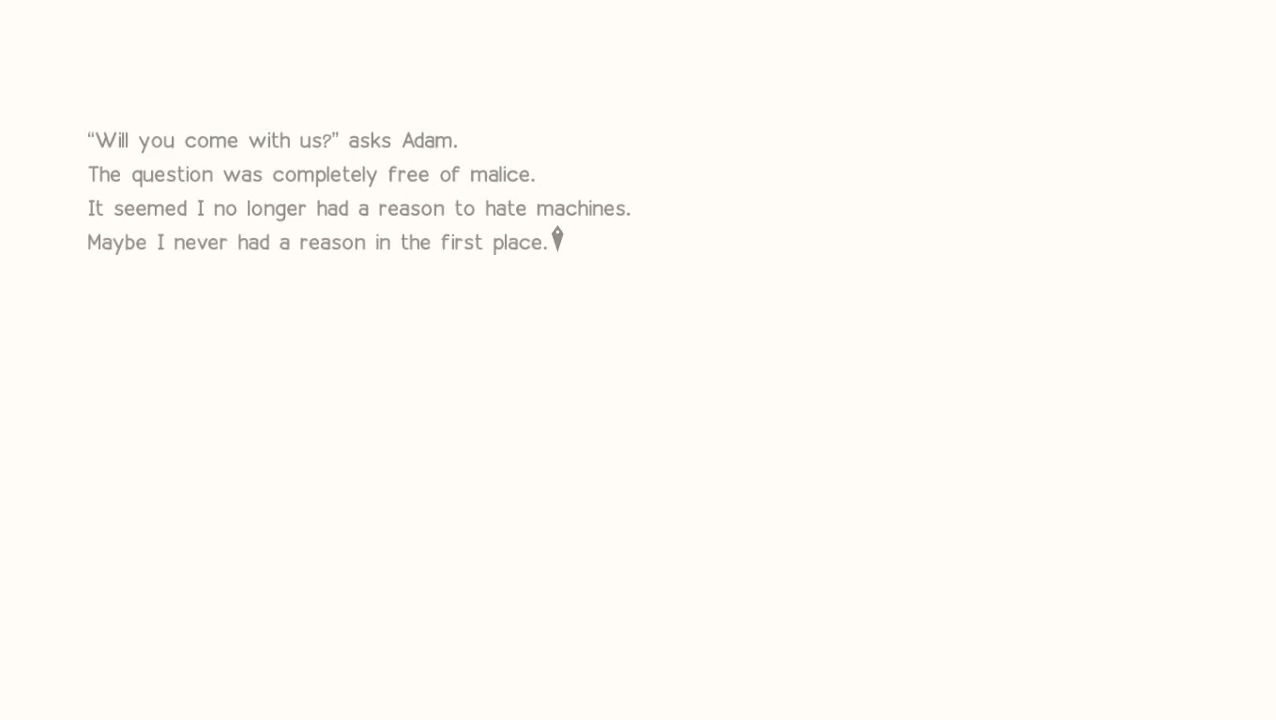 “Will you come with us?” asks Adam.
The question was completely free of malice.
It seemed I no longer had a reason to hate machines.
Maybe I never had a reason in the first place.